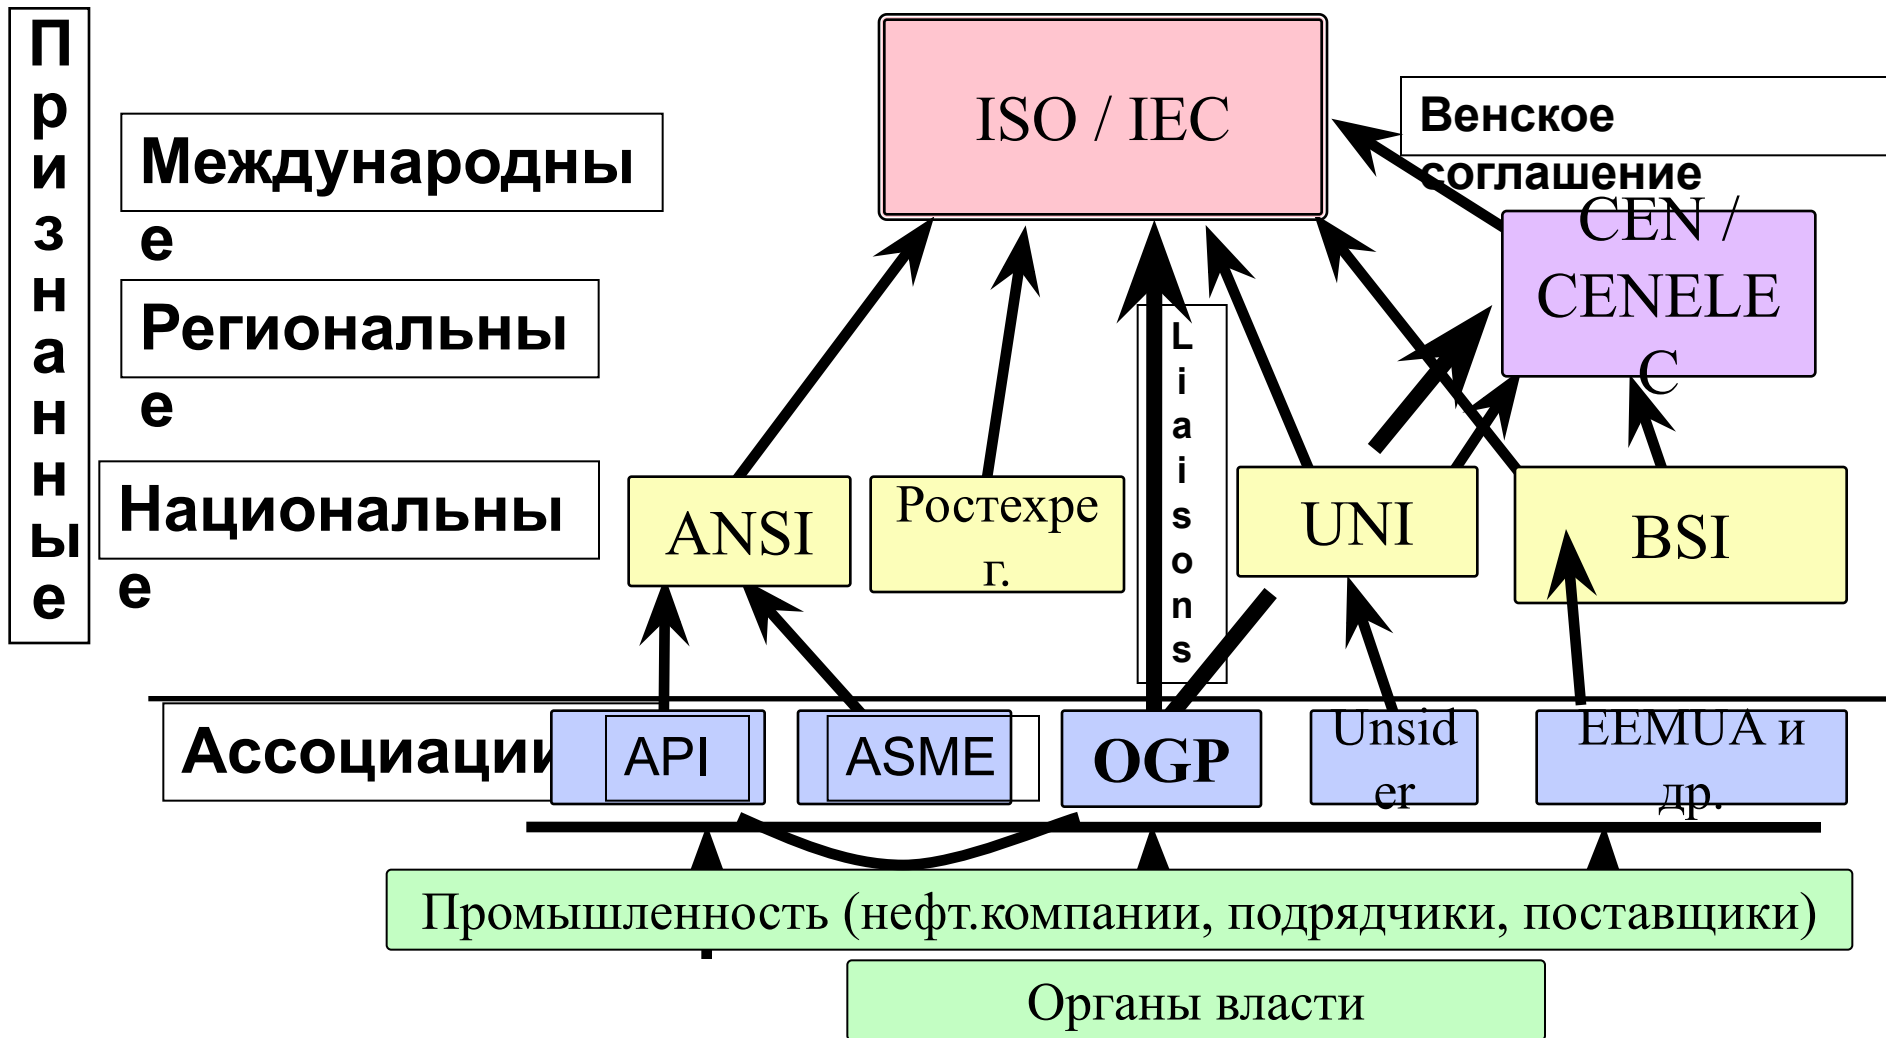 Признанные
ISO / IEC
Венское
соглашение
Международны
е
CEN /
CENELE
C
Региональны
е
Liaisons
Национальны
е
ANSI
Ростехре
г.
UNI
BSI
Ассоциации
API
ASME
OGP
Unsid
er
EEMUA и
др.
Промышленность (нефт.компании, подрядчики, поставщики)
Органы власти